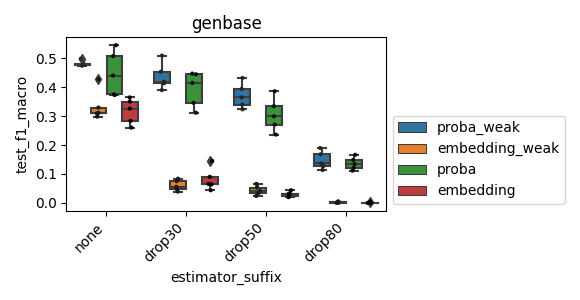 genbase
test_f1_macro
0.5
0.4
0.3
0.2
0.1
0.0
none
drop30
drop50
drop80
estimator_suffix
proba_weak
embedding_weak
proba
embedding